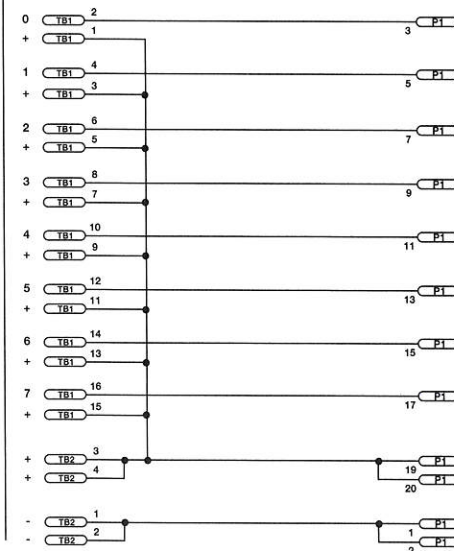 0 TB1 2 3 P1
+ TB1 1
1 TB1 4 5 P1
+ TB1 3
2 TB1 6 7 P1
+ TB1 5
3 TB1 8 9 P1
+ TB1 7
4 TB1 10 11 P1
+ TB1 9
5 TB1 12 13 P1
+ TB1 11
6 TB1 14 15 P1
+ TB1 13
7 TB1 16 17 P1
+ TB1 15
+ TB2 3 19 P1
+ TB2 4 20 P1
- TB2 1 1 P1
- TB2 2 2 P1